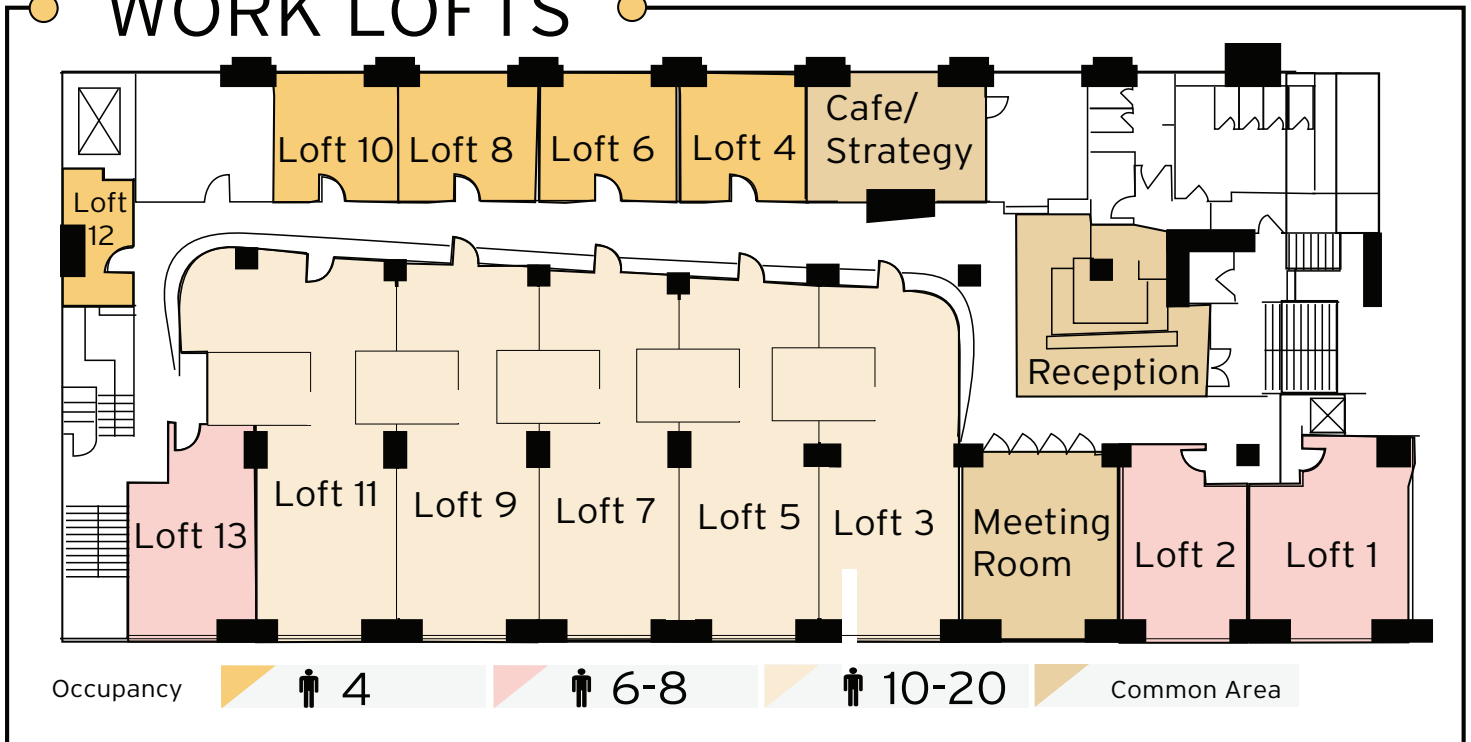 WORK LOFTS
Loft 10
Loft 8
Loft 6
Loft 4
Cafe/
Strategy
Loft
12
Reception
Loft 13
Loft 11
Loft 9
Loft 7
Loft 5
Loft 3
Meeting
Room
Loft 2
Loft 1
Occupancy
4
6-8
10-20
Common Area